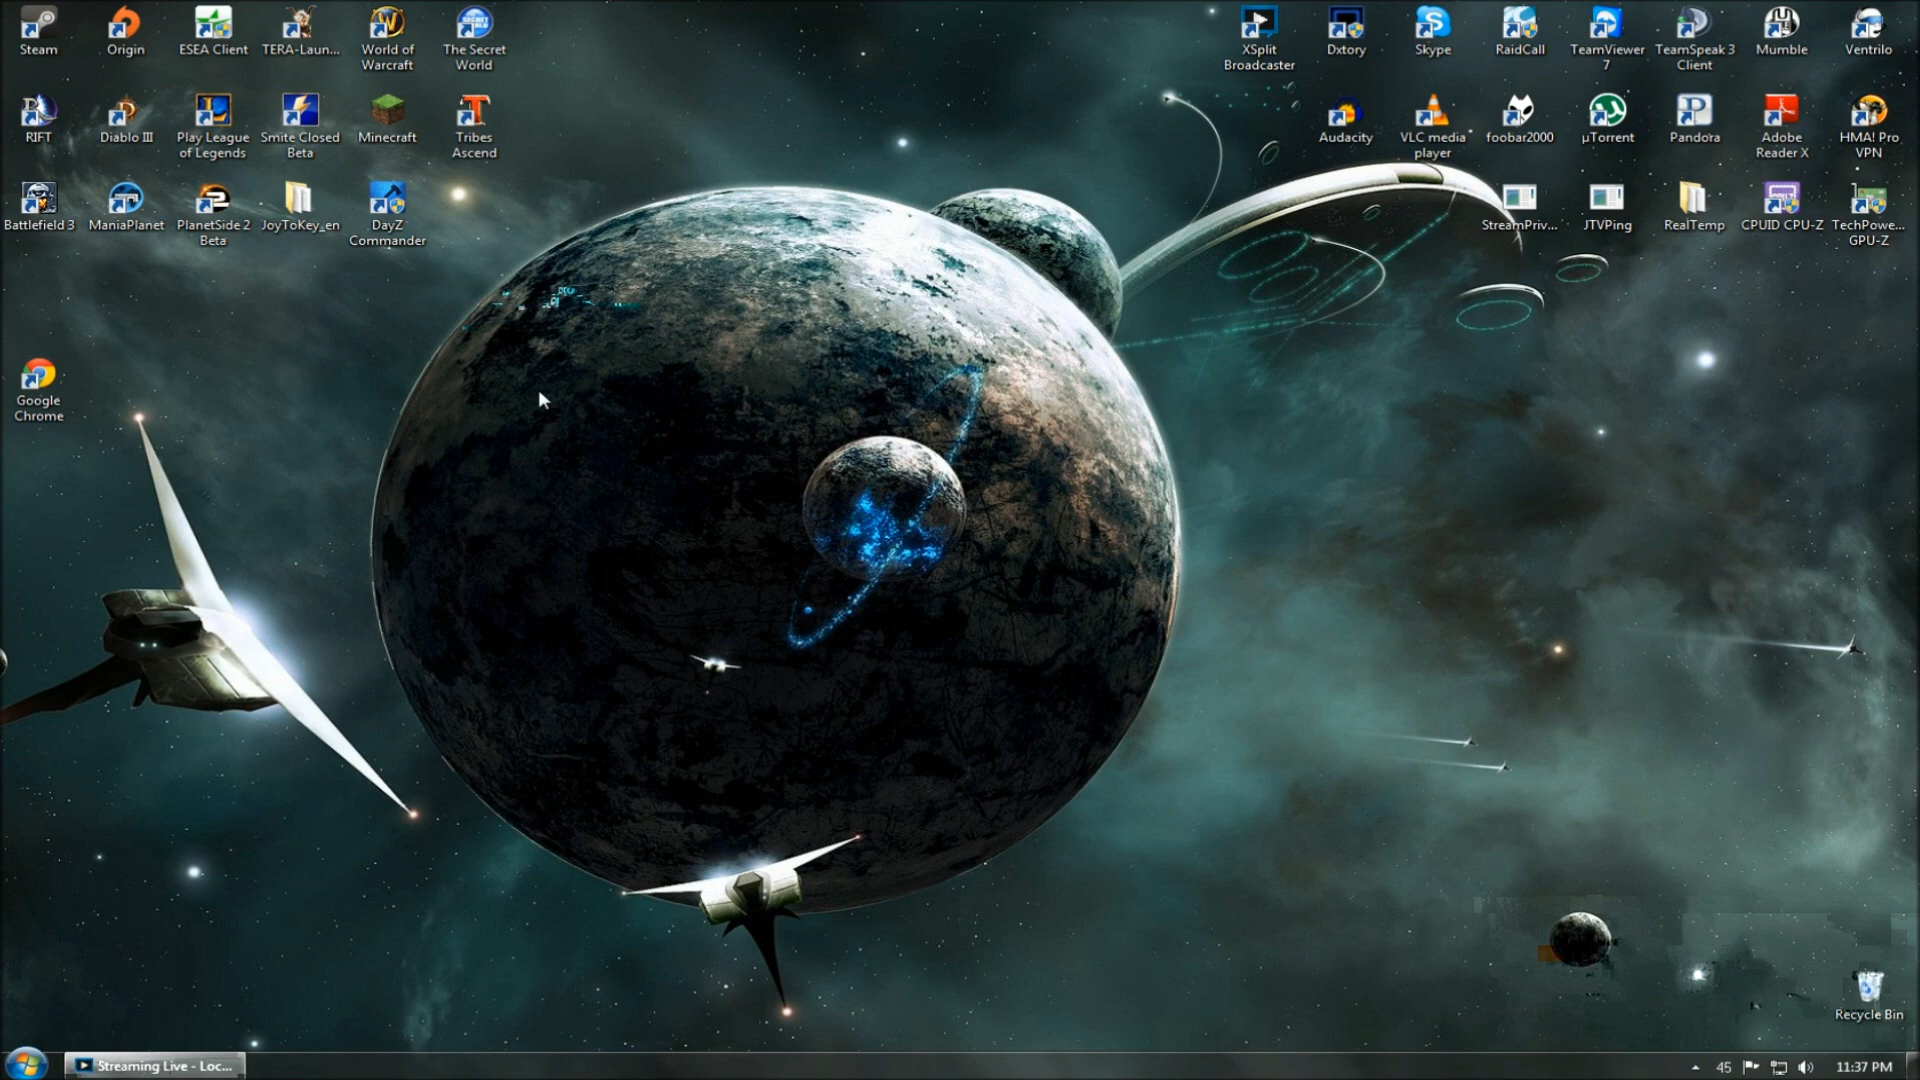 Steam
Origin
ESEA Client
TERA-Laun...
World of
Warcraft
The Secret
World
XSplit
Broadcaster
Dxtory
Skype
RaidCall
TeamViewer
7
TeamSpeak 3
Client
Mumble
Ventrilo
RIFT
Diablo III
Play League
of Legends
Smite Closed
Beta
Minecraft
Tribes
Ascend
Audacity
VLC media
player
foobar2000
µTorrent
Pandora
Adobe
Reader X
HMA! Pro
VPN
Battlefield 3
ManiaPlanet
PlanetSide 2
Beta
JoyToKey_en
DayZ
Commander
StreamPriv...
JTVPing
RealTemp
CPUID CPU-Z
TechPowe...
GPU-Z
Google
Chrome
Recycle Bin
Streaming Live - Loc...
45
11:37 PM